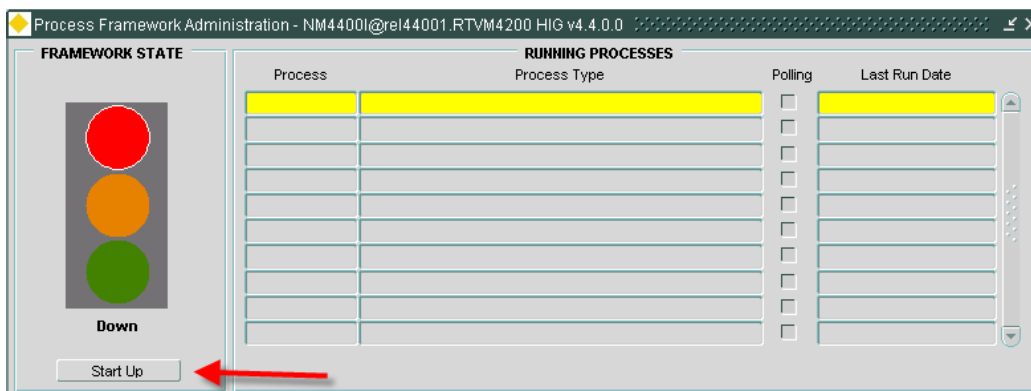 Process Framework Administration - NM4400I@rel44001.RTVM4200 HIG v4.4.0.0
FRAMEWORK STATE
RUNNING PROCESSES
Process Process Type Polling Last Run Date
Down
Start Up